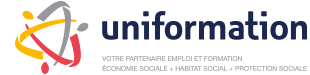 uniformation
VOTRE PARTENAIRE EMPLOI ET FORMATION
ÉCONOMIE SOCIALE + HABITAT SOCIAL + PROTECTION SOCIALE